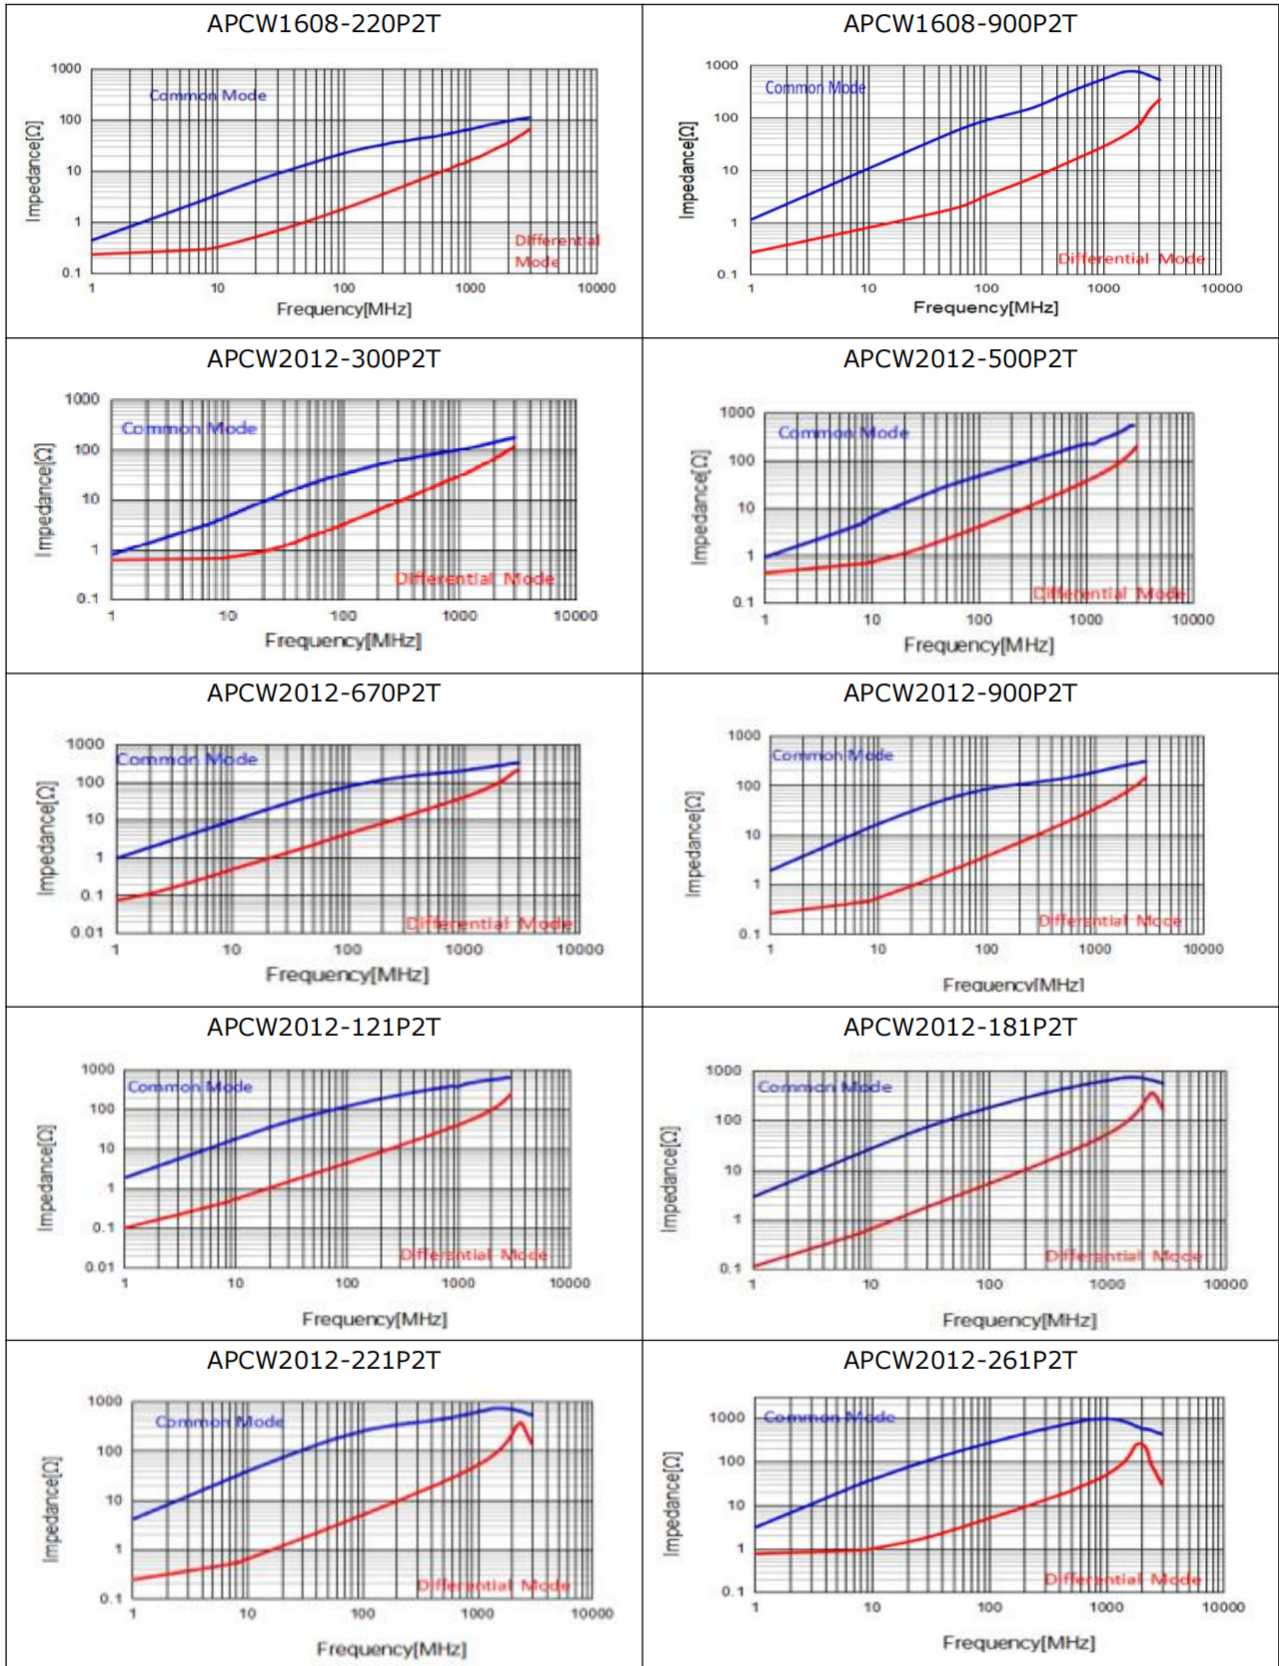 APCW1608-220P2T
1000
100
10
1
0.1
Impedance[Ω]
Common Mode
Differential
Mode
1
10
100
1000
10000
Frequency[MHz]
APCW1608-900P2T
1000
100
10
1
0.1
Impedance[Ω]
Common Mode
Differential Mode
1
10
100
1000
10000
Frequency[MHz]
APCW2012-300P2T
1000
100
10
1
0.1
Impedance[Ω]
Common Mode
Differential Mode
1
10
100
1000
10000
Frequency[MHz]
APCW2012-500P2T
1000
100
10
1
0.1
Impedance[Ω]
Common Mode
Differential Mode
1
10
100
1000
10000
Frequency[MHz]
APCW2012-670P2T
1000
100
10
1
0.1
0.01
Impedance[Ω]
Common Mode
Differential Mode
1
10
100
1000
10000
Frequency[MHz]
APCW2012-900P2T
1000
100
10
1
0.1
Impedance[Ω]
Common Mode
Differential Mode
1
10
100
1000
10000
Frequency[MHz]
APCW2012-121P2T
1000
100
10
1
0.1
0.01
Impedance[Ω]
Common Mode
Differential Mode
1
10
100
1000
10000
Frequency[MHz]
APCW2012-181P2T
1000
100
10
1
0.1
Impedance[Ω]
Common Mode
Differential Mode
1
10
100
1000
10000
Frequency[MHz]
APCW2012-221P2T
1000
100
10
1
0.1
Impedance[Ω]
Common Mode
Differential Mode
1
10
100
1000
10000
Frequency[MHz]
APCW2012-261P2T
1000
100
10
1
0.1
Impedance[Ω]
Common Mode
Differential Mode
1
10
100
1000
10000
Frequency[MHz]